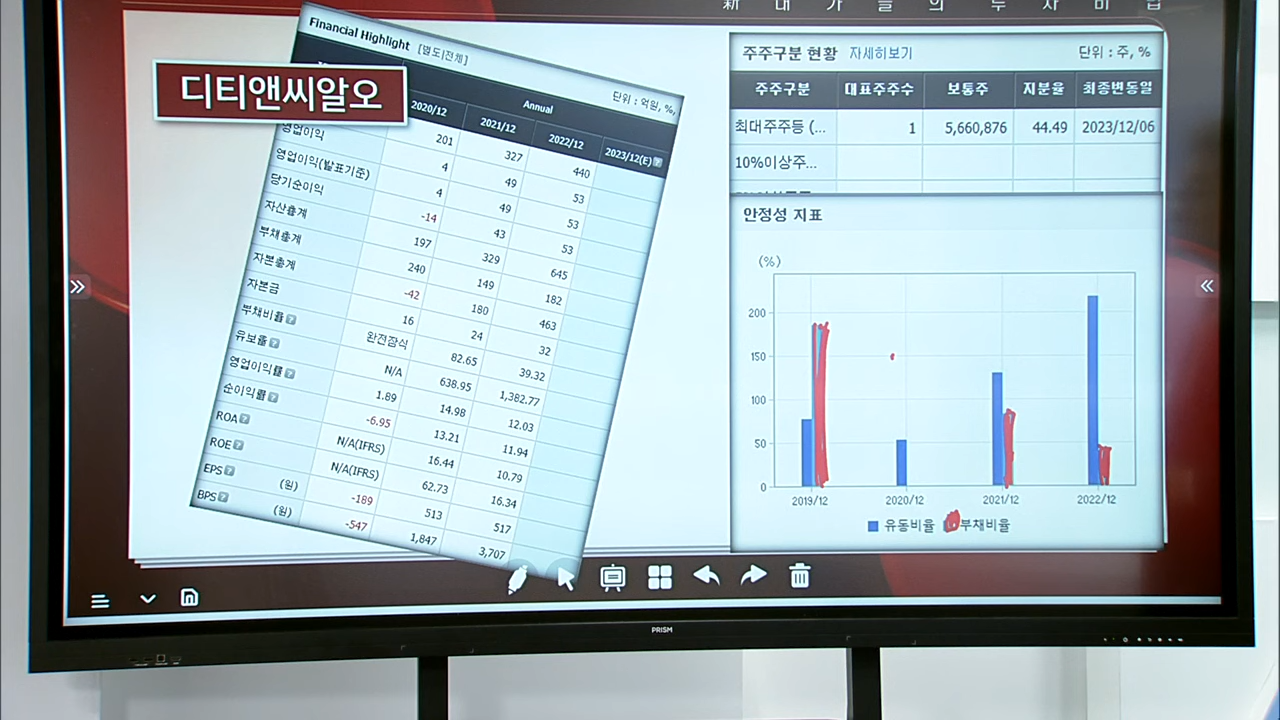 新 대 가 들 의 투 자 비 법
Financial Highlight [별도|전체]
단위 : 억원, %,
디티앤씨알오
Annual
2020/12 2021/12 2022/12 2023/12(E)
201 327 440
영업이익 4 49 53
영업이익(발표기준) 4 49 53
당기순이익 -14 43 53
자산총계 197 329 645
부채총계 240 149 182
자본총계 -42 180 463
자본금 16 24 32
부채비율 완전잠식 82.65 39.32
유보율 N/A 638.95 1,382.77
영업이익률 1.89 14.98 12.03
순이익률 -6.95 13.21 11.94
ROA N/A(IFRS) 16.44 10.79
ROE N/A(IFRS) 62.73 16.34
EPS (원) -189 513 517
BPS (원) -547 1,847 3,707
주주구분 현황 자세히보기 단위 : 주, %
주주구분 대표주주수 보통주 지분율 최종변동일
최대주주등 (... 1 5,660,876 44.49 2023/12/06
10%이상주...
안정성 지표
(%)
200
150
100
50
0
2019/12 2020/12 2021/12 2022/12
유동비율 부채비율
PRISM